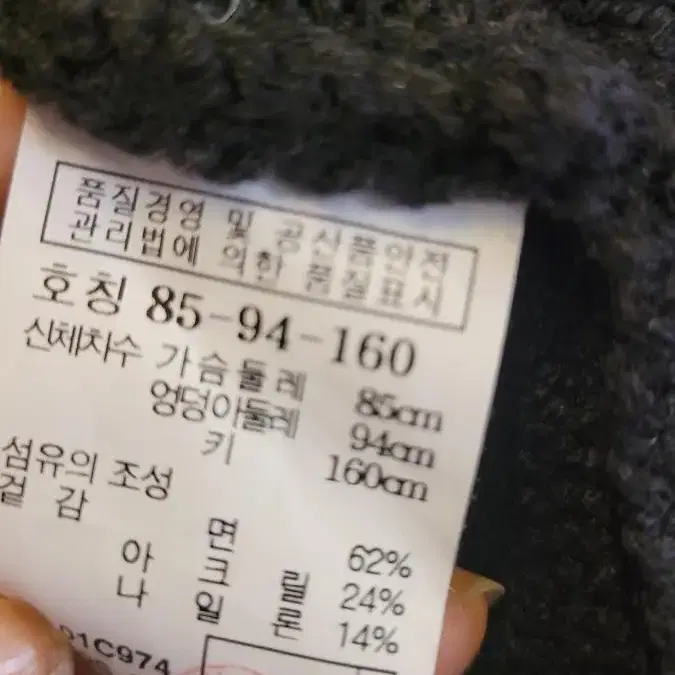 품질경영 및 공산품안전
관리법에 의한 품질표시
호칭 85-94-160
신체치수 가슴둘레 85cm
엉덩이둘레 94cm
키 160cm
섬유의 조성
겉감
면 62%
아크릴 24%
나일론 14%
01C974